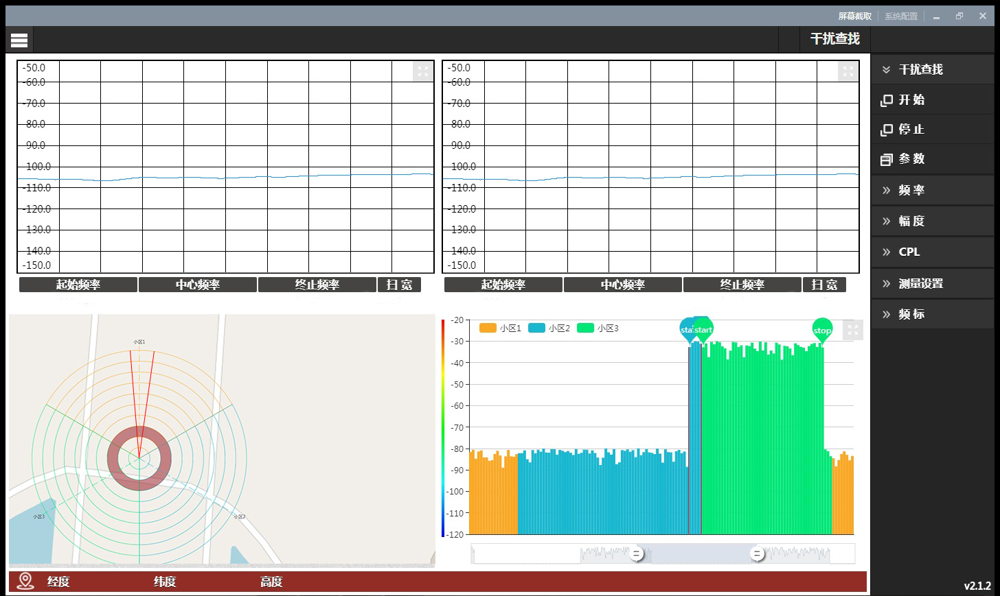 屏幕截取 系统配置
干扰查找
-50.0
-60.0
-70.0
-80.0
-90.0
-100.0
-110.0
-120.0
-130.0
-140.0
-150.0
起始频率 中心频率 终止频率 扫 宽
-50.0
-60.0
-70.0
-80.0
-90.0
-100.0
-110.0
-120.0
-130.0
-140.0
-150.0
起始频率 中心频率 终止频率 扫 宽
小区1
小区3
小区2
小区1 小区2 小区3
sta start stop
-20
-30
-40
-50
-60
-70
-80
-90
-100
-110
-120
经度 纬度 高度
干扰查找
开 始
停 止
参 数
频 率
幅 度
CPL
测量设置
频 标
v2.1.2